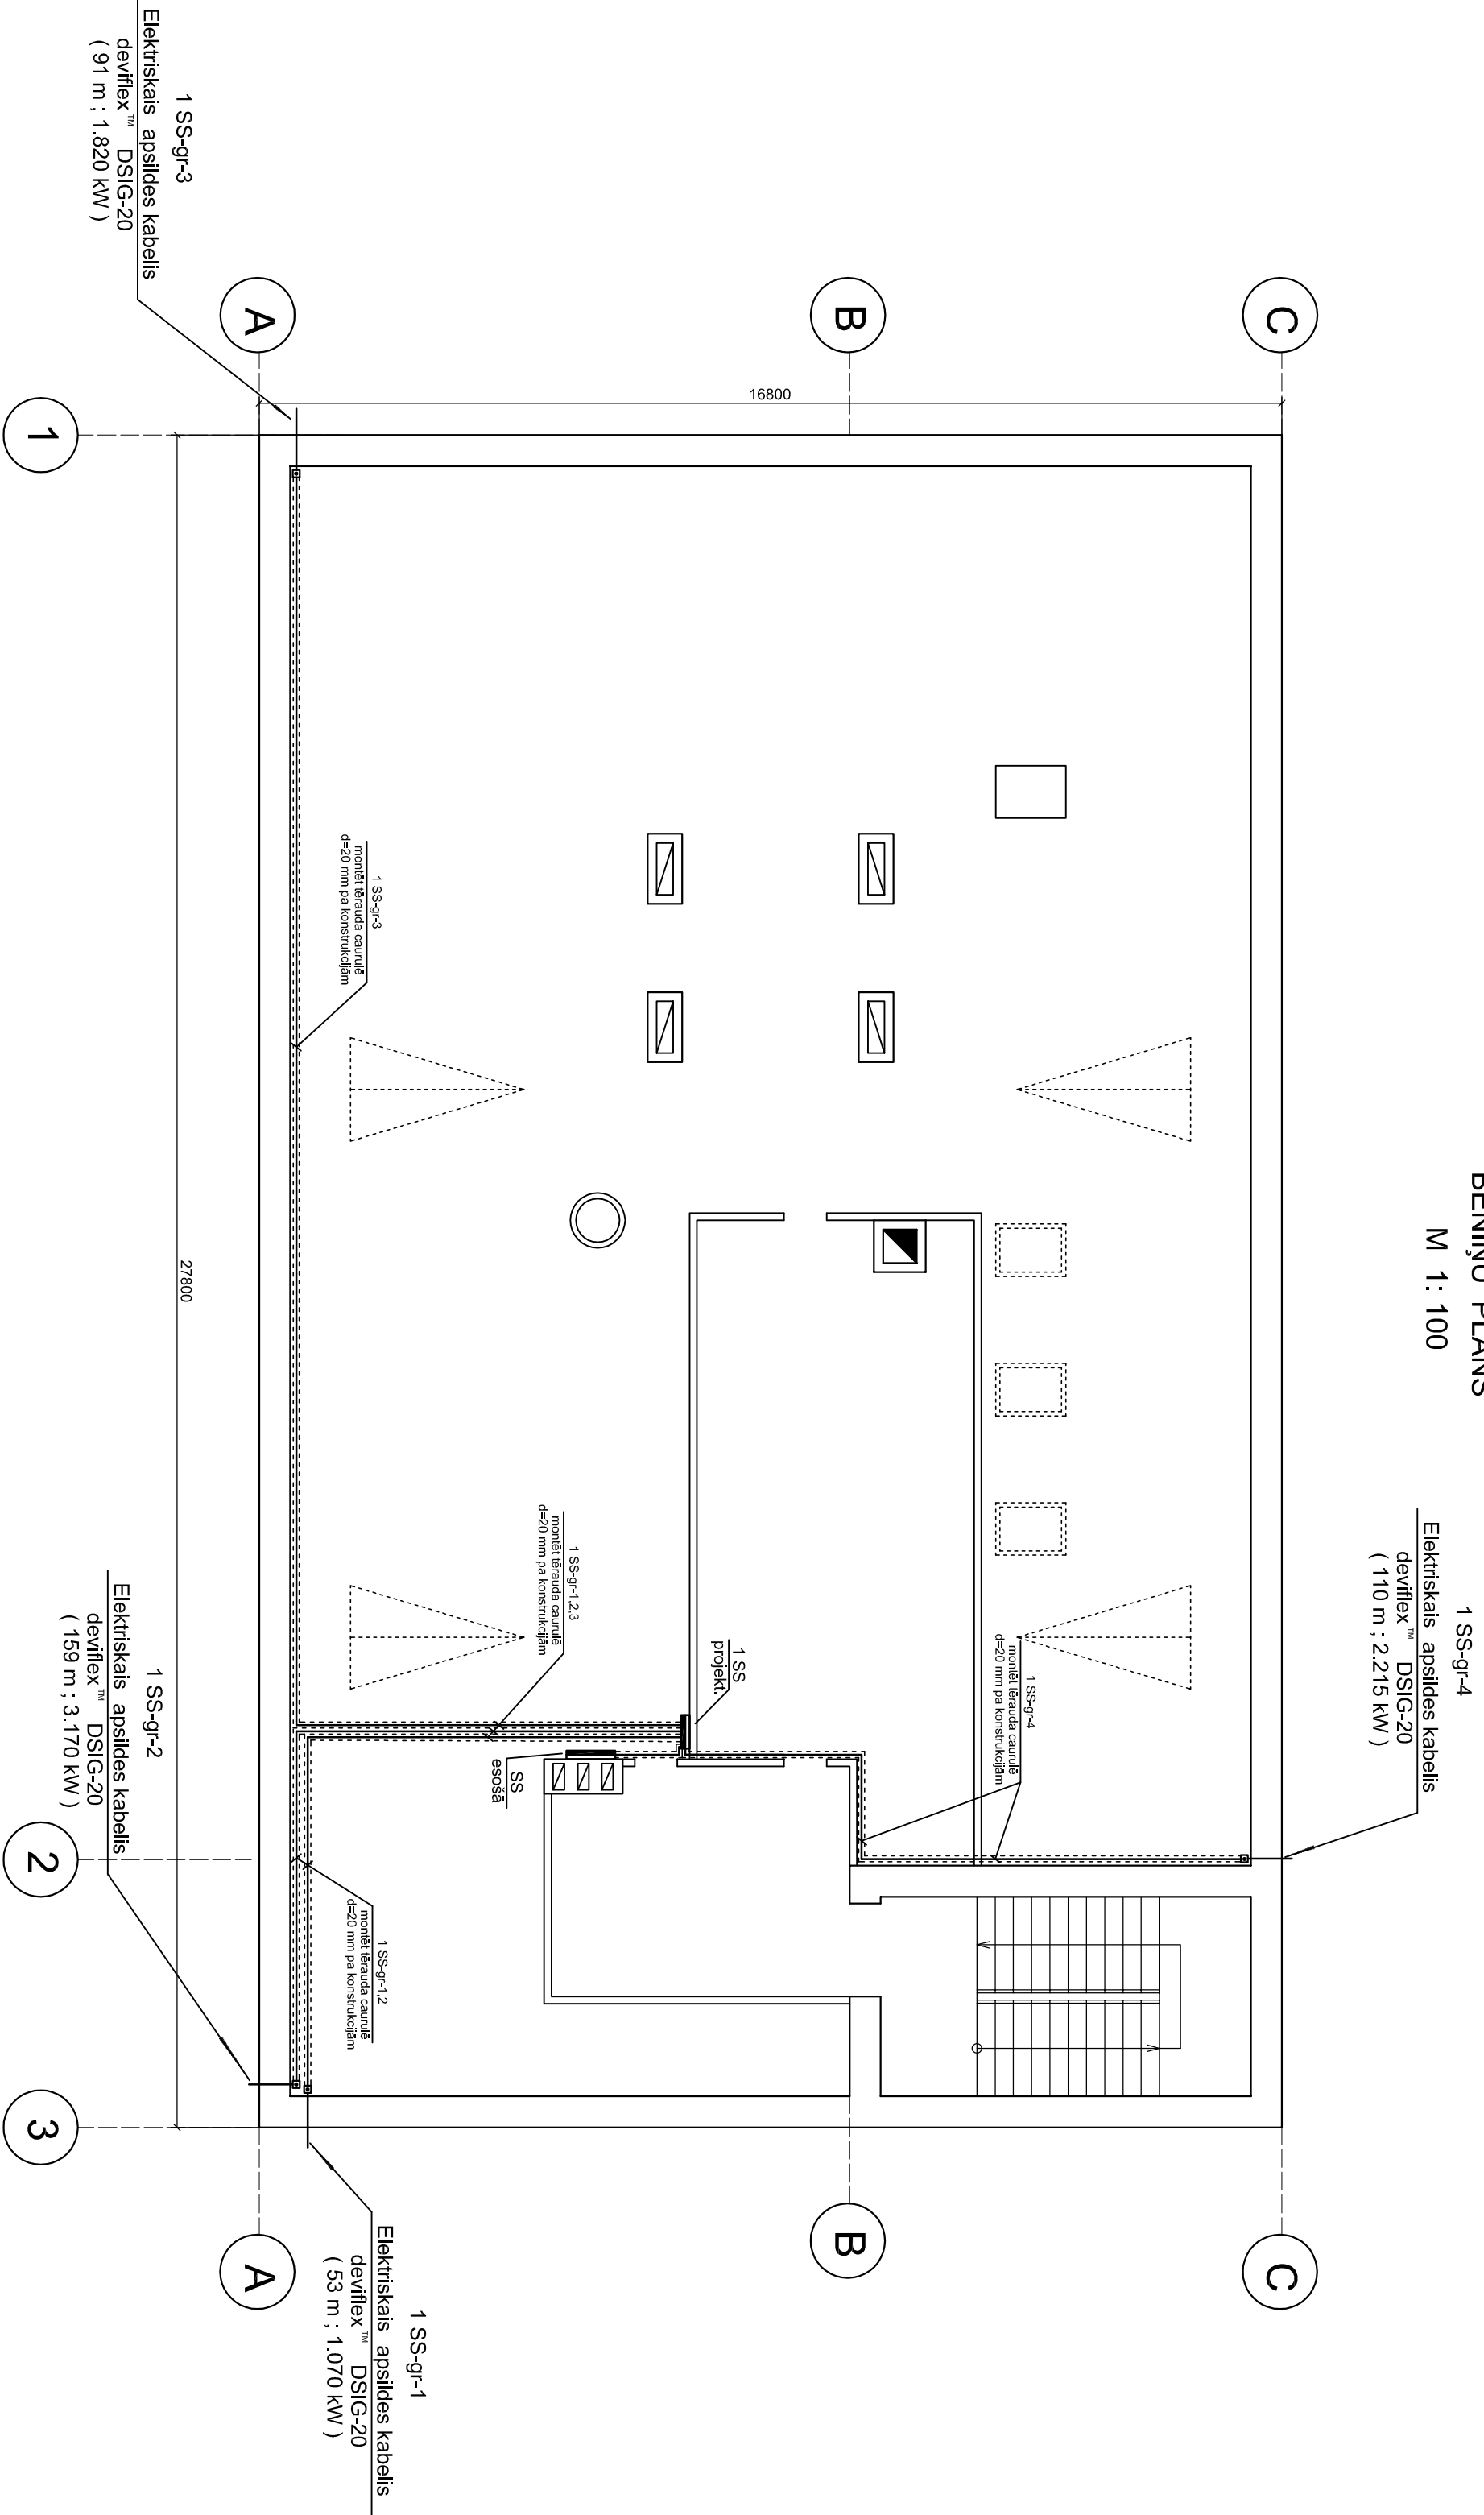 BĒNIŅU PLĀNS
M 1: 100
1 SS-gr-3
Elektriskais apsildes kabelis
deviflex™ DSIG-20
( 91 m ; 1.820 kW )
1 SS-gr-4
Elektriskais apsildes kabelis
deviflex™ DSIG-20
( 110 m ; 2.215 kW )
C
B
A
16800
1
1 SS-gr-4
montēt tērauda caurulē
d=20 mm pa konstrukcijām
1 SS
projekt.
1 SS-gr-1,2,3
montēt tērauda caurulē
d=20 mm pa konstrukcijām
SS
esošā
1 SS-gr-3
montēt tērauda caurulē
d=20 mm pa konstrukcijām
1 SS-gr-1,2
montēt tērauda caurulē
d=20 mm pa konstrukcijām
27800
C
B
A
2
3
1 SS-gr-2
Elektriskais apsildes kabelis
deviflex™ DSIG-20
( 159 m ; 3.170 kW )
1 SS-gr-1
Elektriskais apsildes kabelis
deviflex™ DSIG-20
( 53 m ; 1.070 kW )